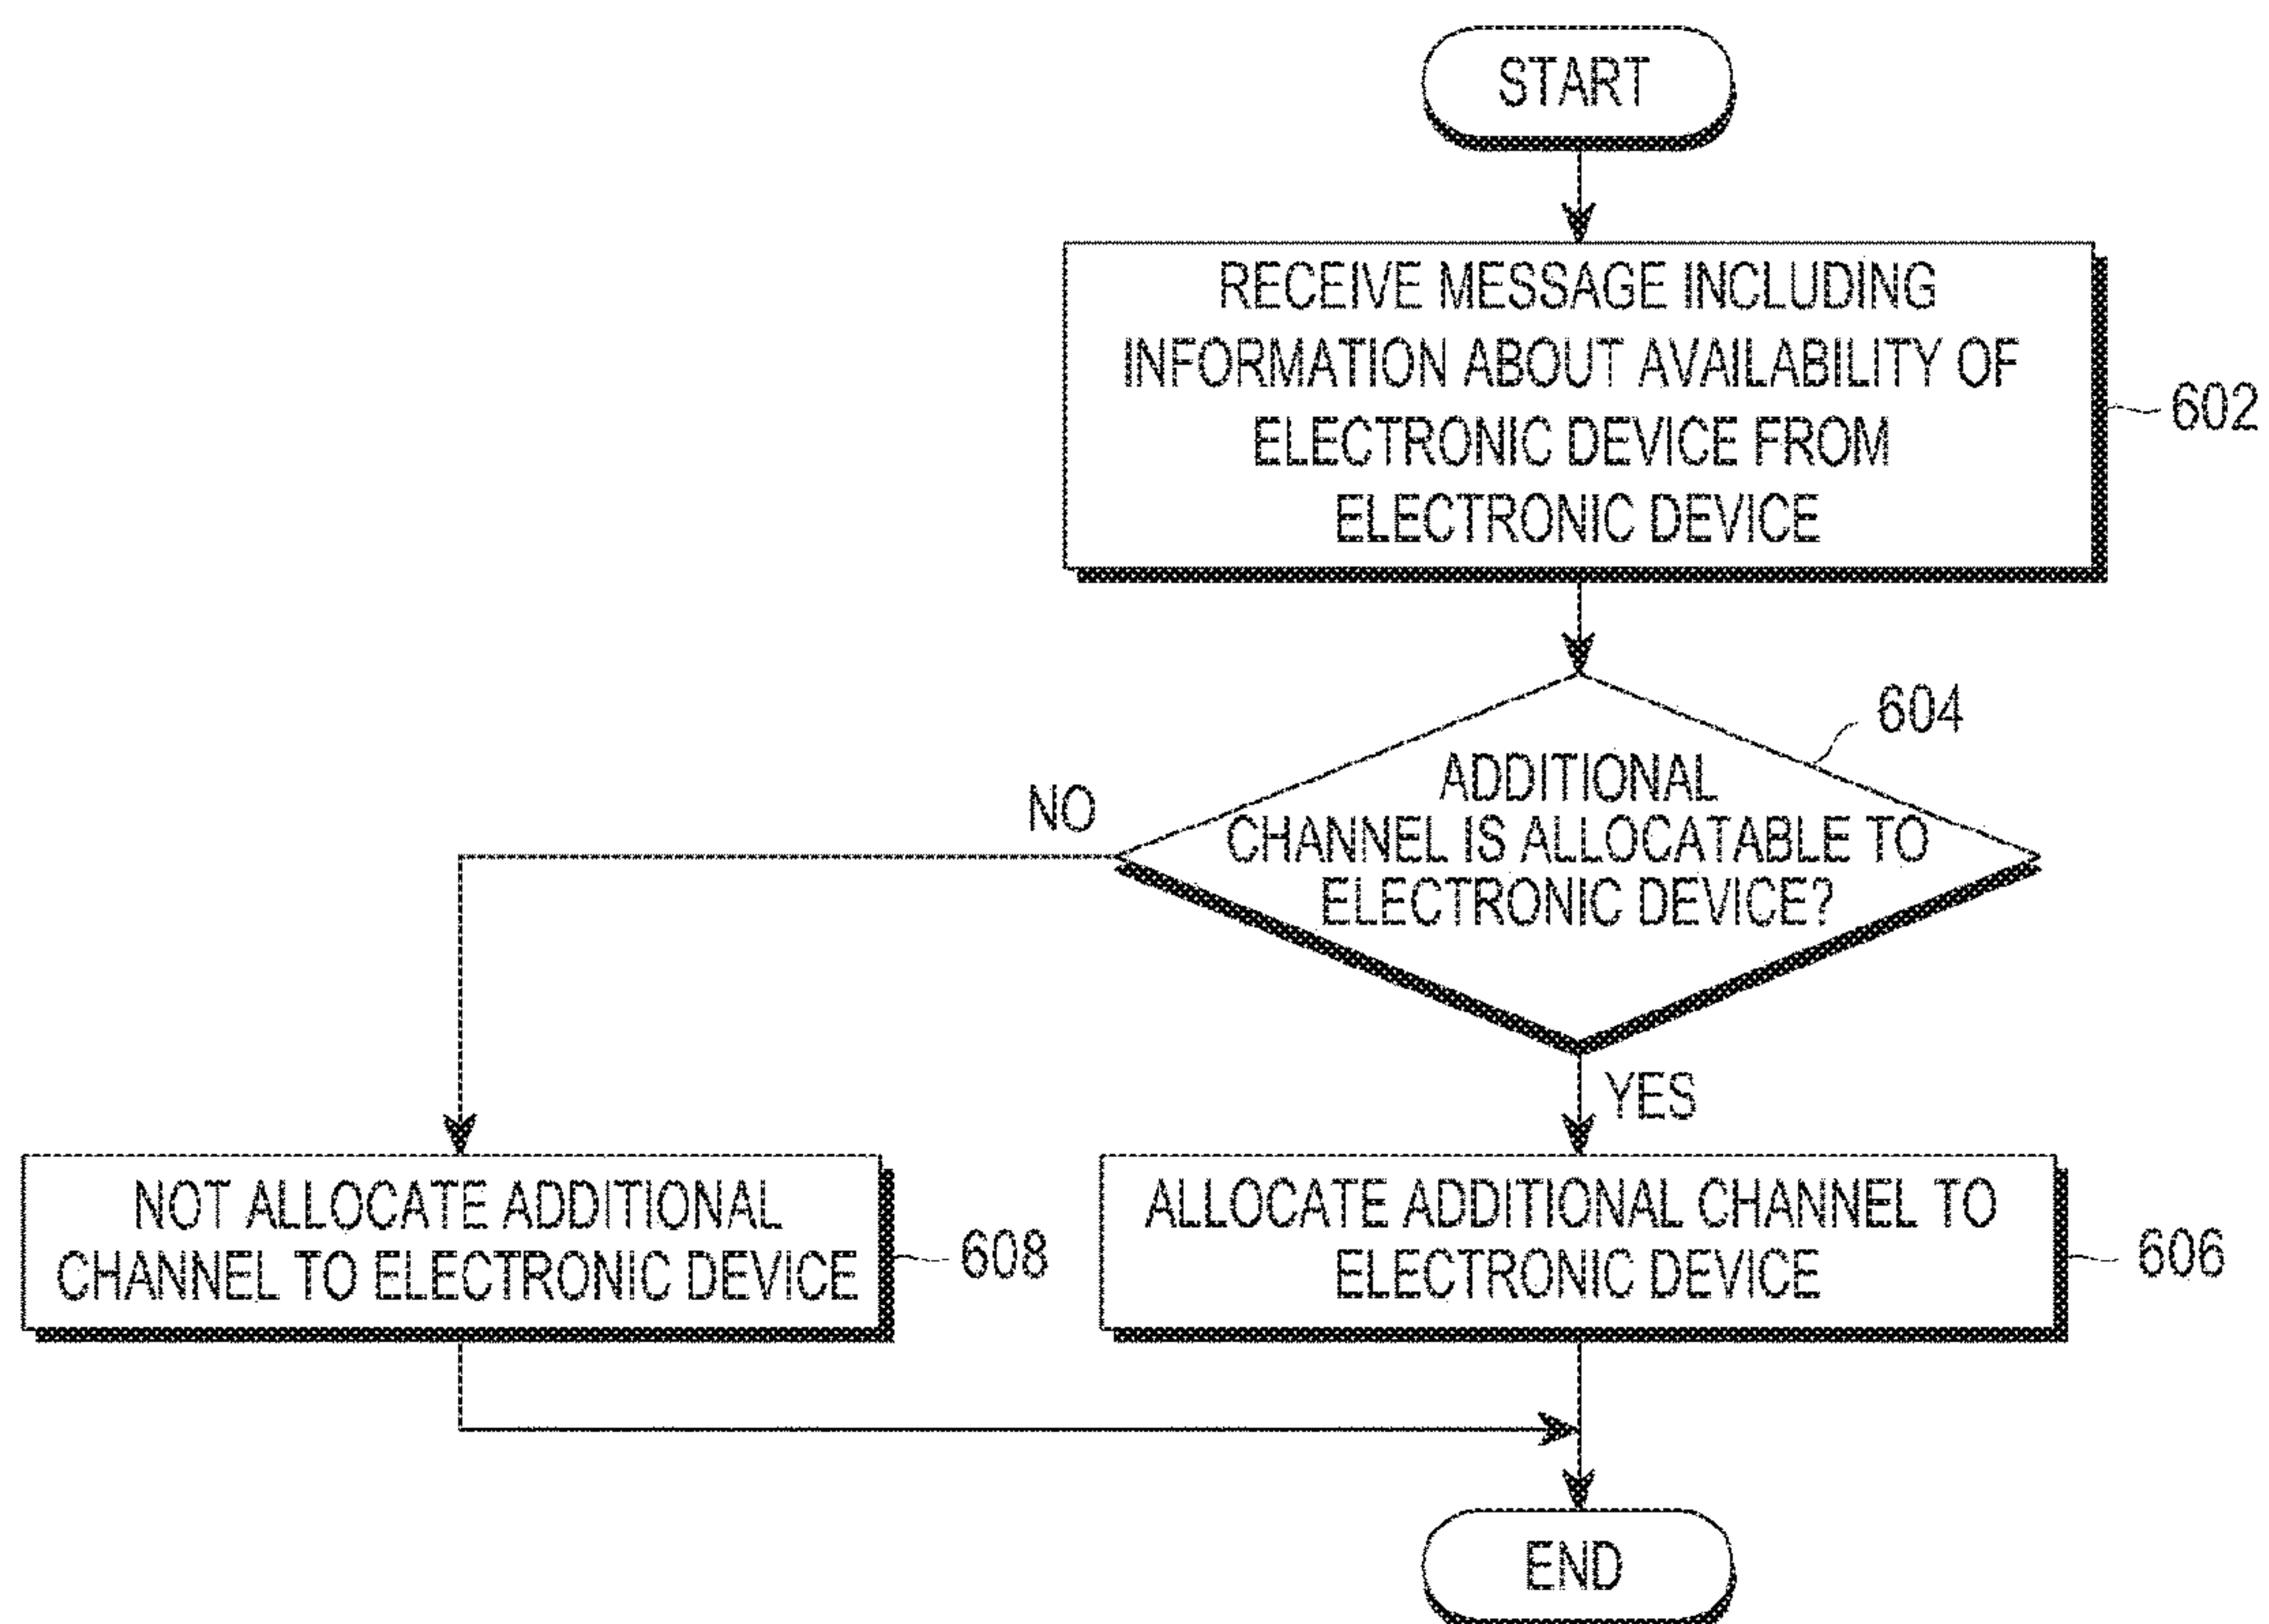 START
RECEIVE MESSAGE INCLUDING
INFORMATION ABOUT AVAILABILITY OF
ELECTRONIC DEVICE FROM
ELECTRONIC DEVICE
602
604
ADDITIONAL
CHANNEL IS ALLOCATABLE TO
ELECTRONIC DEVICE?
NO
YES
NOT ALLOCATE ADDITIONAL
CHANNEL TO ELECTRONIC DEVICE
608
ALLOCATE ADDITIONAL CHANNEL TO
ELECTRONIC DEVICE
606
END